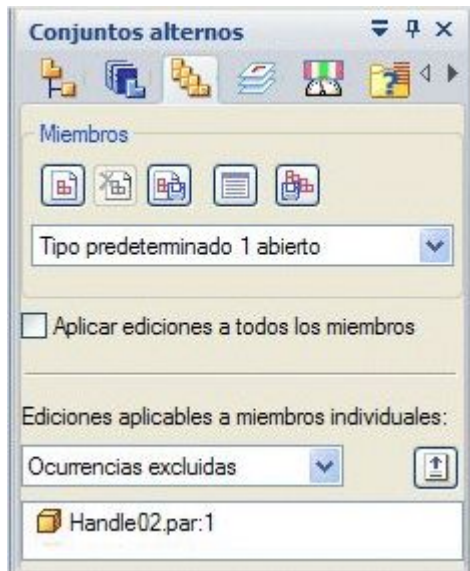 Conjuntos alternos
Miembros
Tipo predeterminado 1 abierto
Aplicar ediciones a todos los miembros
Ediciones aplicables a miembros individuales:
Ocurrencias excluidas
Handle02.par:1